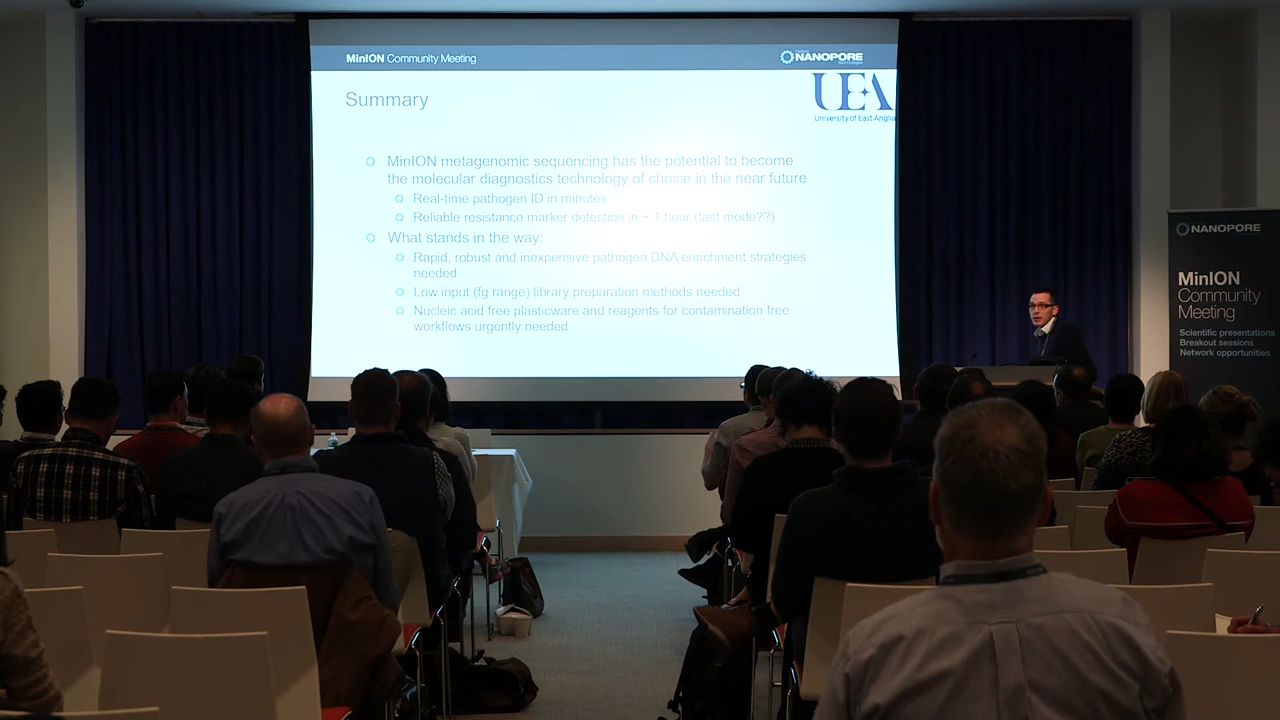 MinION Community Meeting
Oxford
NANOPORE
Technologies
UEA
University of East Anglia
Summary
MinION metagenomic sequencing has the potential to become
the molecular diagnostics technology of choice in the near future
Real-time pathogen ID in minutes
Reliable resistance marker detection in ~ 1 hour (fast mode??)
What stands in the way:
Rapid, robust and inexpensive pathogen DNA enrichment strategies
needed
Low input (fg range) library preparation methods needed
Nucleic acid free plasticware and reagents for contamination free
workflows urgently needed
NANOPORE
MinION
Community
Meeting
Scientific presentations
Breakout sessions
Network opportunities